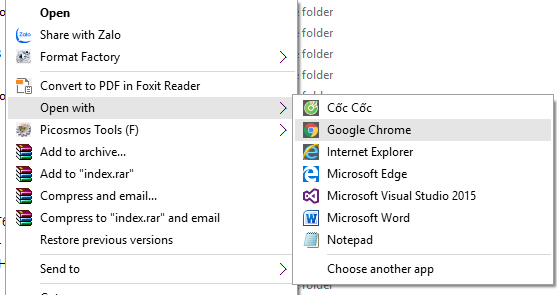 Open
Share with Zalo
Format Factory
Convert to PDF in Foxit Reader
Open with
Picosmos Tools (F)
Add to archive...
Add to "index.rar"
Compress and email...
Compress to "index.rar" and email
Restore previous versions
Send to
Cốc Cốc
Google Chrome
Internet Explorer
Microsoft Edge
Microsoft Visual Studio 2015
Microsoft Word
Notepad
Choose another app
folder
folder
folder
folder
folder
folder